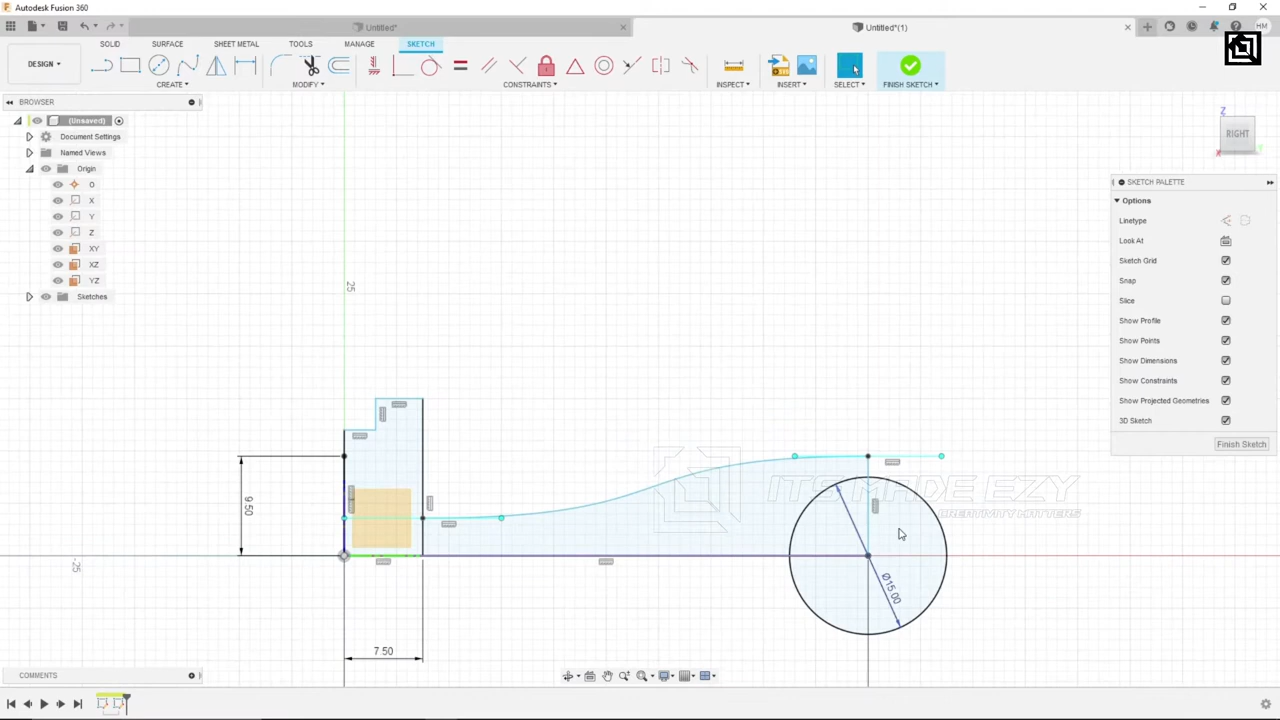 Autodesk Fusion 360
Untitled*
Untitled*(1)
HM
DESIGN
SOLID
SURFACE
SHEET METAL
TOOLS
MANAGE
SKETCH
CREATE
MODIFY
CONSTRAINTS
INSPECT
INSERT
SELECT
FINISH SKETCH
BROWSER
(Unsaved)
Document Settings
Named Views
Origin
O
X
Y
Z
XY
XZ
YZ
Sketches
Z
RIGHT
X
Y
SKETCH PALETTE
Options
Linetype
Look At
Sketch Grid
Snap
Slice
Show Profile
Show Points
Show Dimensions
Show Constraints
Show Projected Geometries
3D Sketch
Finish Sketch
25
9.50
-25
7.50
Ø15.00
ITS MADE EZY
CREATIVITY MATTERS
COMMENTS